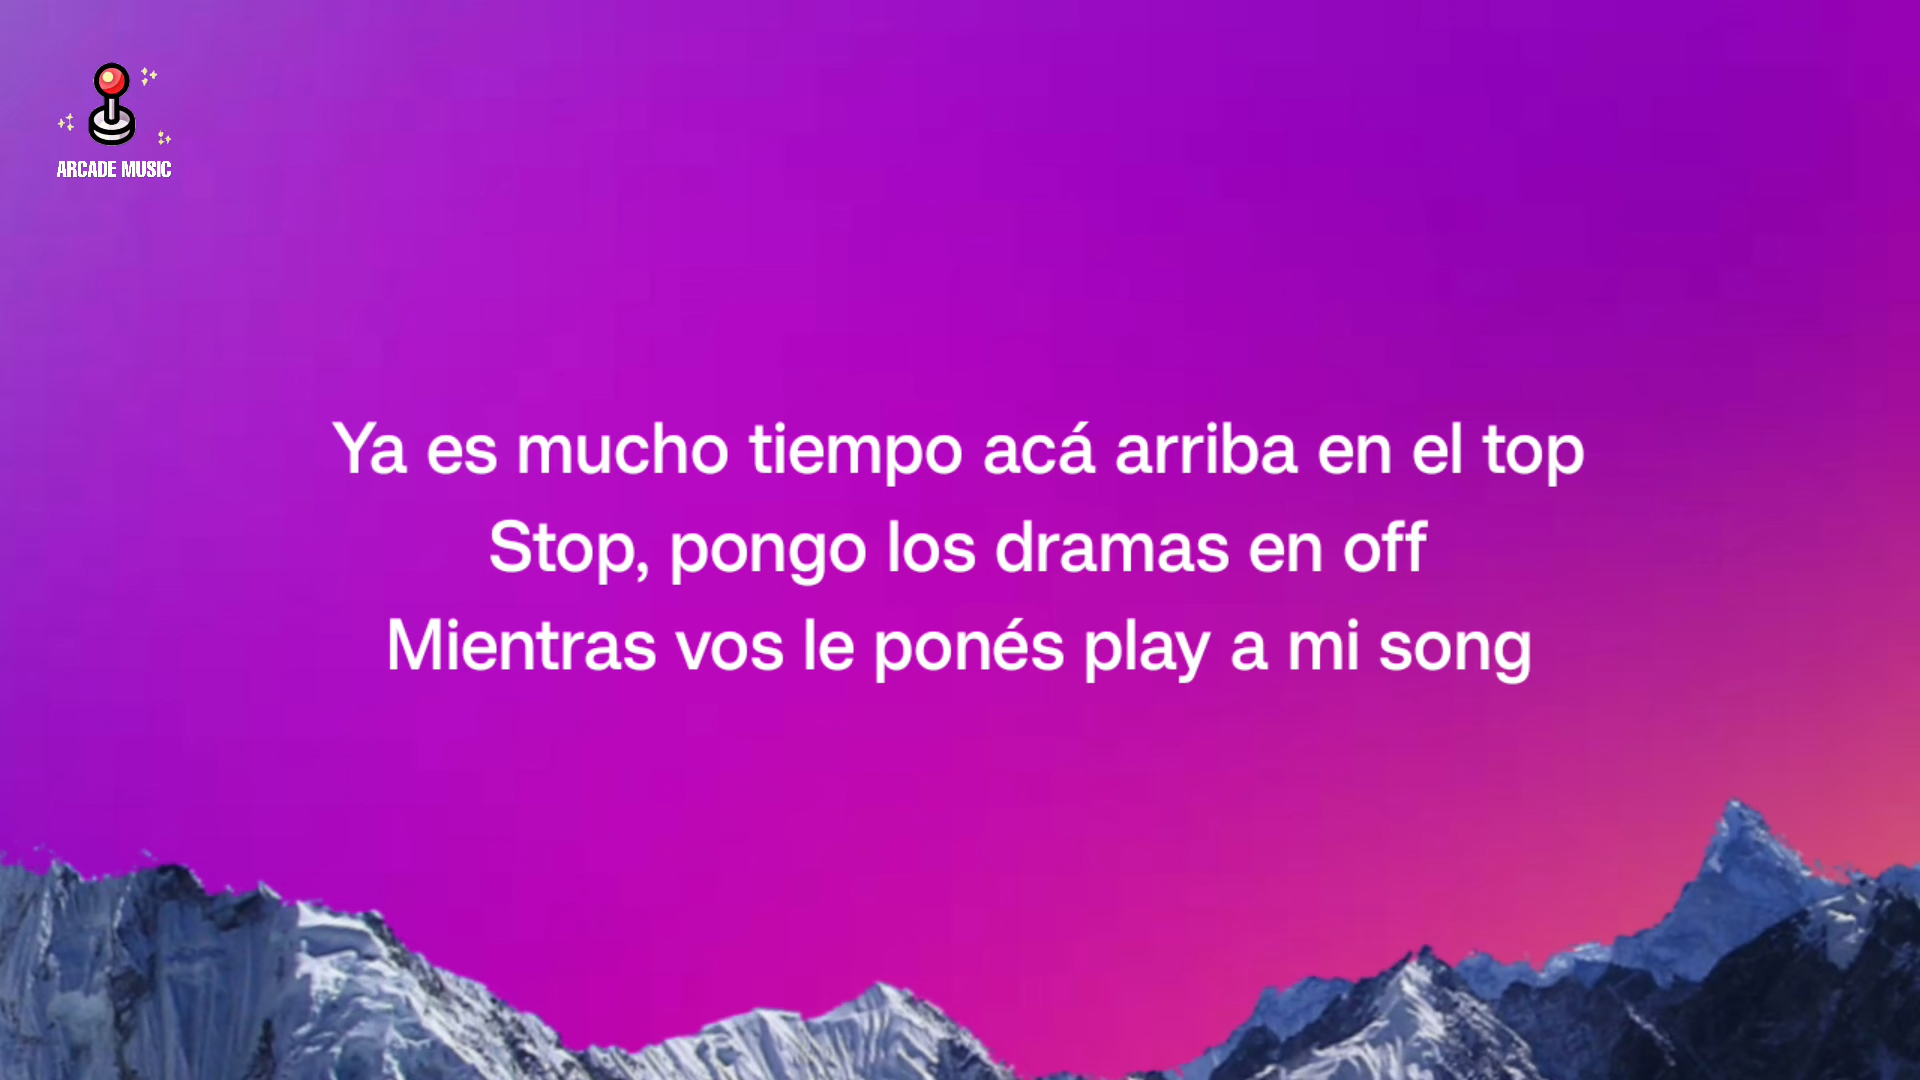 ARCADE MUSIC
Ya es mucho tiempo acá arriba en el top
Stop, pongo los dramas en off
Mientras vos le ponés play a mi song